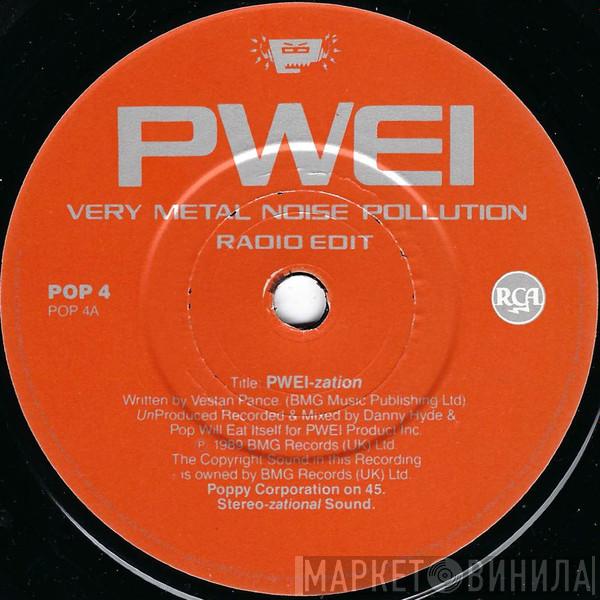 PWEI
VERY METAL NOISE POLLUTION
RADIO EDIT
POP 4
POP 4A
RCA
Title: PWEI-zation
Written by Vestan Pance. (BMG Music Publishing Ltd)
UnProduced Recorded & Mixed by Danny Hyde &
Pop Will Eat Itself for PWEI Product Inc.
℗ 1989 BMG Records (UK) Ltd.
The Copyright Sound in this Recording
is owned by BMG Records (UK) Ltd.
Poppy Corporation on 45.
Stereo-zational Sound.
МАРКЕТ ВИНИЛА